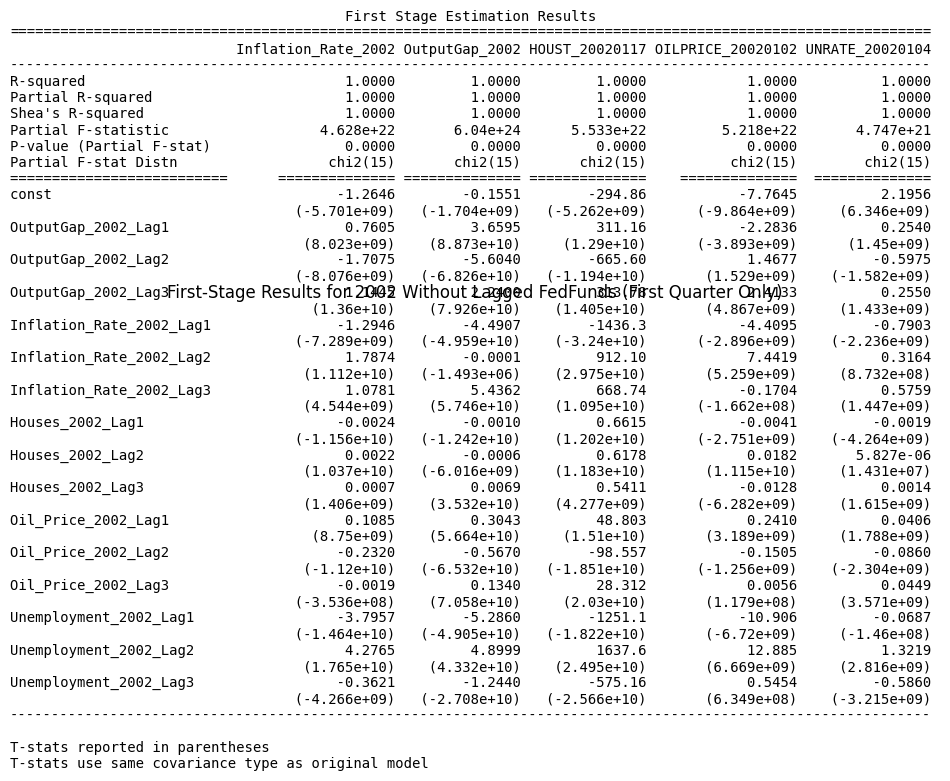 First Stage Estimation Results
==============================================================================================================
Inflation_Rate_2002 OutputGap_2002 HOUST_20020117 OILPRICE_20020102 UNRATE_20020104
--------------------------------------------------------------------------------------------------------------
R-squared 1.0000 1.0000 1.0000 1.0000 1.0000
Partial R-squared 1.0000 1.0000 1.0000 1.0000 1.0000
Shea's R-squared 1.0000 1.0000 1.0000 1.0000 1.0000
Partial F-statistic 4.628e+22 6.04e+24 5.533e+22 5.218e+22 4.747e+21
P-value (Partial F-stat) 0.0000 0.0000 0.0000 0.0000 0.0000
Partial F-stat Distn chi2(15) chi2(15) chi2(15) chi2(15) chi2(15)
========================== ============== ============== ============== ============== ==============
const -1.2646 -0.1551 -294.86 -7.7645 2.1956
(-5.701e+09) (-1.704e+09) (-5.262e+09) (-9.864e+09) (6.346e+09)
OutputGap_2002_Lag1 0.7605 3.6595 311.16 -2.2836 0.2540
(8.023e+09) (8.873e+10) (1.29e+10) (-3.893e+09) (1.45e+09)
OutputGap_2002_Lag2 -1.7075 -5.6040 -665.60 1.4677 -0.5975
(-8.076e+09) (-6.826e+10) (-1.194e+10) (1.529e+09) (-1.582e+09)
First-Stage Results for 2002 Without Lagged FedFunds (First Quarter Only)
OutputGap_2002_Lag3 0.2550
(1.36e+10) (7.926e+10) (1.405e+10) (4.867e+09) (1.433e+09)
Inflation_Rate_2002_Lag1 -1.2946 -4.4907 -1436.3 -4.4095 -0.7903
(-7.289e+09) (-4.959e+10) (-3.24e+10) (-2.896e+09) (-2.236e+09)
Inflation_Rate_2002_Lag2 1.7874 -0.0001 912.10 7.4419 0.3164
(1.112e+10) (-1.493e+06) (2.975e+10) (5.259e+09) (8.732e+08)
Inflation_Rate_2002_Lag3 1.0781 5.4362 668.74 -0.1704 0.5759
(4.544e+09) (5.746e+10) (1.095e+10) (-1.662e+08) (1.447e+09)
Houses_2002_Lag1 -0.0024 -0.0010 0.6615 -0.0041 -0.0019
(-1.156e+10) (-1.242e+10) (1.202e+10) (-2.751e+09) (-4.264e+09)
Houses_2002_Lag2 0.0022 -0.0006 0.6178 0.0182 5.827e-06
(1.037e+10) (-6.016e+09) (1.183e+10) (1.115e+10) (1.431e+07)
Houses_2002_Lag3 0.0007 0.0069 0.5411 -0.0128 0.0014
(1.406e+09) (3.532e+10) (4.277e+09) (-6.282e+09) (1.615e+09)
Oil_Price_2002_Lag1 0.1085 0.3043 48.803 0.2410 0.0406
(8.75e+09) (5.664e+10) (1.51e+10) (3.189e+09) (1.788e+09)
Oil_Price_2002_Lag2 -0.2320 -0.5670 -98.557 -0.1505 -0.0860
(-1.12e+10) (-6.532e+10) (-1.851e+10) (-1.256e+09) (-2.304e+09)
Oil_Price_2002_Lag3 -0.0019 0.1340 28.312 0.0056 0.0449
(-3.536e+08) (7.058e+10) (2.03e+10) (1.179e+08) (3.571e+09)
Unemployment_2002_Lag1 -3.7957 -5.2860 -1251.1 -10.906 -0.0687
(-1.464e+10) (-4.905e+10) (-1.822e+10) (-6.72e+09) (-1.46e+08)
Unemployment_2002_Lag2 4.2765 4.8999 1637.6 12.885 1.3219
(1.765e+10) (4.332e+10) (2.495e+10) (6.669e+09) (2.816e+09)
Unemployment_2002_Lag3 -0.3621 -1.2440 -575.16 0.5454 -0.5860
(-4.266e+09) (-2.708e+10) (-2.566e+10) (6.349e+08) (-3.215e+09)
--------------------------------------------------------------------------------------------------------------
T-stats reported in parentheses
T-stats use same covariance type as original model